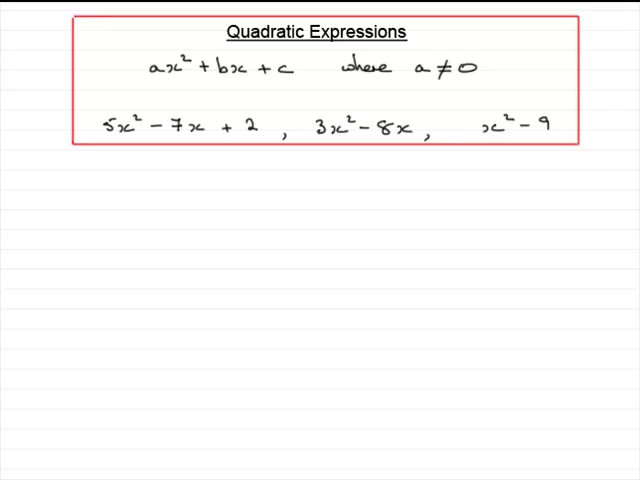 Quadratic Expressions
ax² + bx + c where a ≠ 0
5x² - 7x + 2 , 3x² - 8x , x² - 9